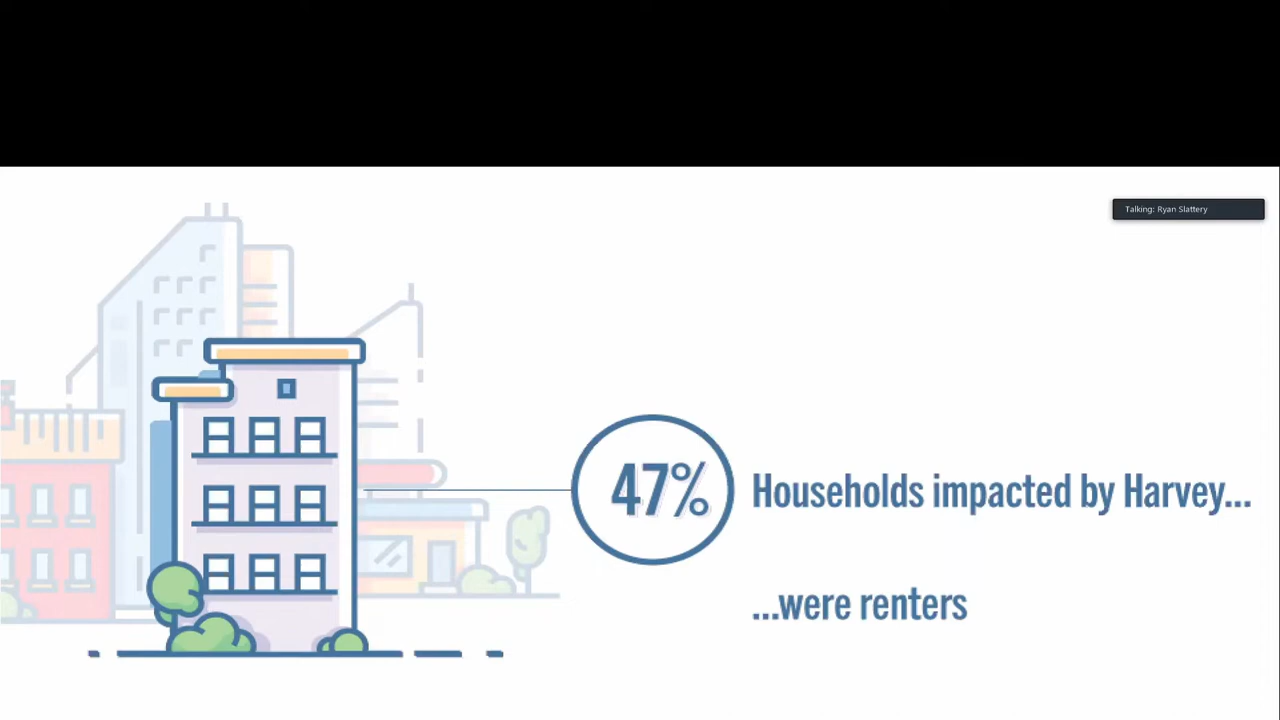 Talking: Ryan Slattery
47%
Households impacted by Harvey...
...were renters